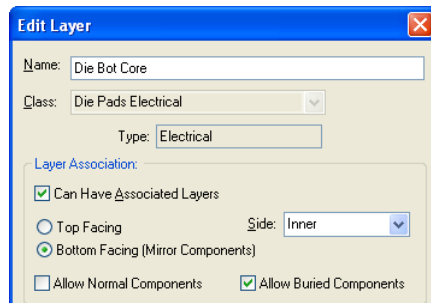 Edit Layer
Name: Die Bot Core
Class: Die Pads Electrical
Type: Electrical
Layer Association:
Can Have Associated Layers
Top Facing Side: Inner
Bottom Facing (Mirror Components)
Allow Normal Components Allow Buried Components